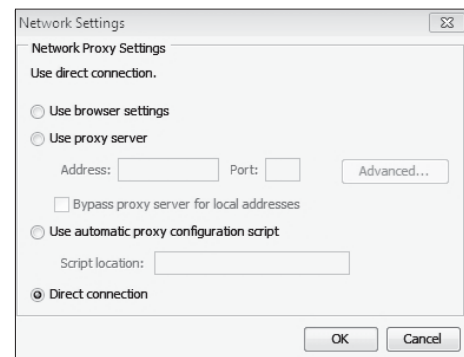 Network Settings
Network Proxy Settings
Use direct connection.
Use browser settings
Use proxy server
Address: Port: Advanced...
Bypass proxy server for local addresses
Use automatic proxy configuration script
Script location:
Direct connection
OK Cancel